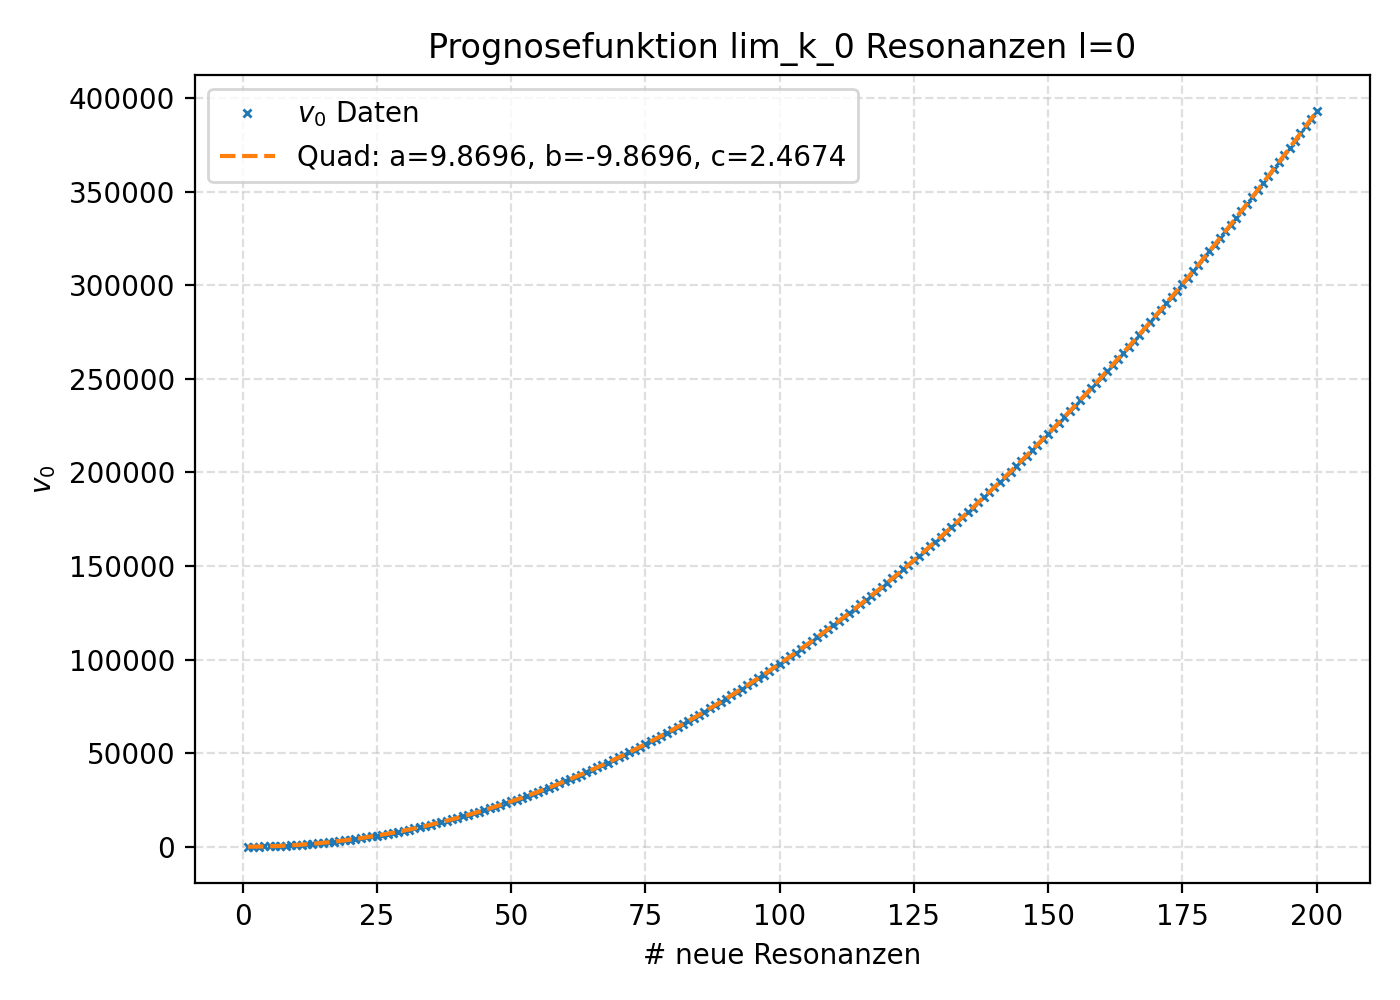 Prognosefunktion lim_k_0 Resonanzen l=0
v₀ Daten
Quad: a=9.8696, b=-9.8696, c=2.4674
400000
350000
300000
250000
200000
150000
100000
50000
0
v₀
0 25 50 75 100 125 150 175 200
# neue Resonanzen